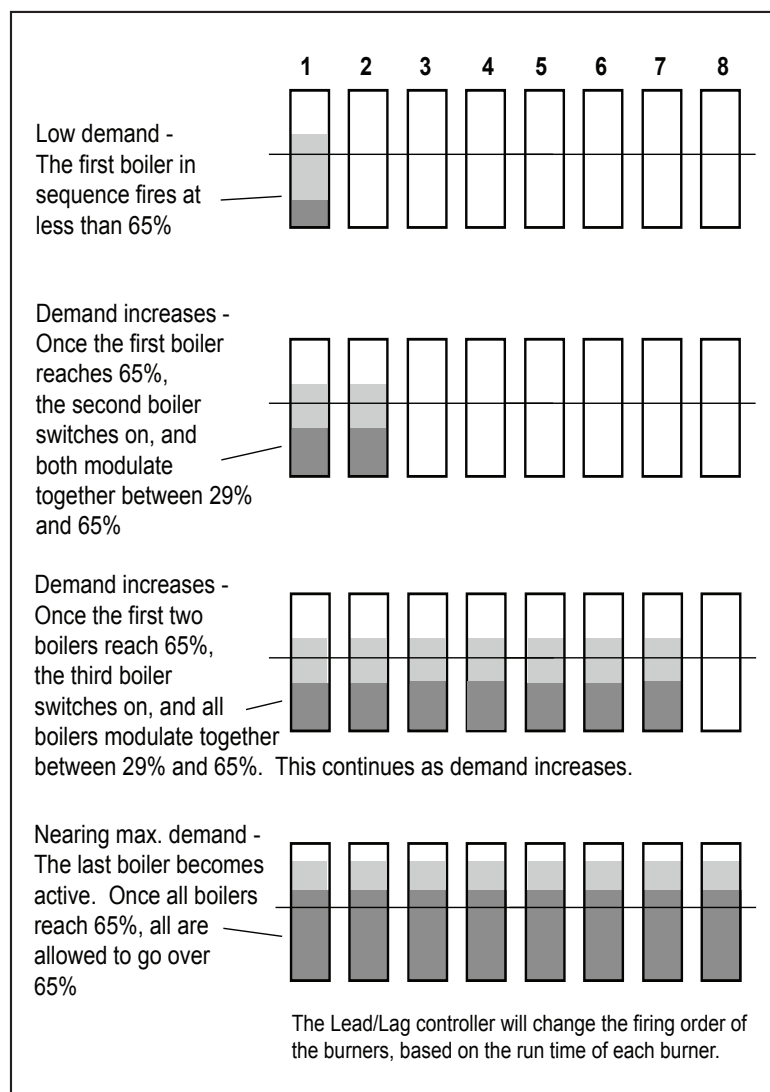 1 2 3 4 5 6 7 8
Low demand -
The first boiler in
sequence fires at
less than 65%
Demand increases -
Once the first boiler
reaches 65%,
the second boiler
switches on, and
both modulate
together between 29%
and 65%
Demand increases -
Once the first two
boilers reach 65%,
the third boiler
switches on, and all
boilers modulate together
between 29% and 65%.  This continues as demand increases.
Nearing max. demand -
The last boiler becomes
active.  Once all boilers
reach 65%, all are
allowed to go over
65%
The Lead/Lag controller will change the firing order of
the burners, based on the run time of each burner.